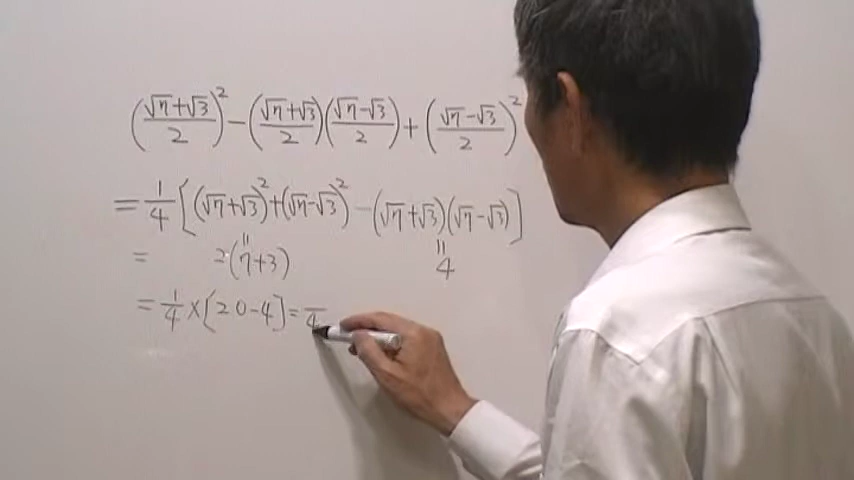 (√7+√3/2)² − (√7+√3/2)(√7−√3/2) + (√7−√3/2)²
= 1/4 [(√7+√3)² + (√7−√3)² − (√7+√3)(√7−√3)]
= 2(7+3) 4
= 1/4 × [20−4] = /4